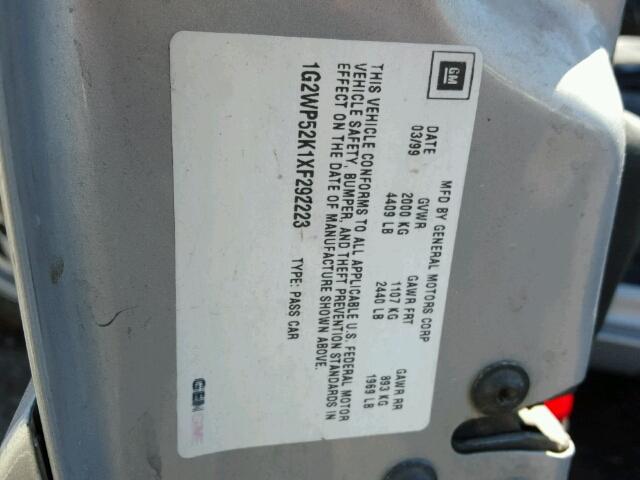 GM
MFD BY GENERAL MOTORS CORP
DATE GVWR GAWR FRT GAWR RR
03/99 2000 KG 1107 KG 893 KG
4409 LB 2440 LB 1969 LB
THIS VEHICLE CONFORMS TO ALL APPLICABLE U.S. FEDERAL MOTOR
VEHICLE SAFETY, BUMPER, AND THEFT PREVENTION STANDARDS IN
EFFECT ON THE DATE OF MANUFACTURE SHOWN ABOVE.
1G2WP52K1XF292223 TYPE: PASS CAR